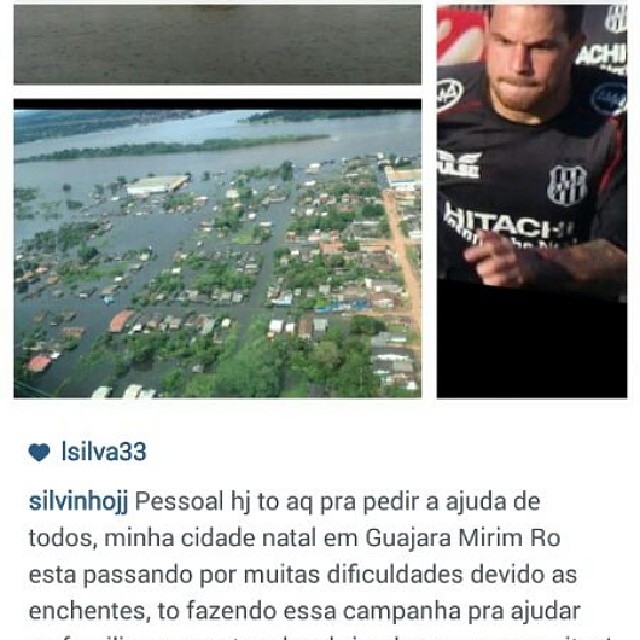 ACHI
ULSE
HITACHI
lsilva33
silvinhojj Pessoal hj to aq pra pedir a ajuda de
todos, minha cidade natal em Guajara Mirim Ro
esta passando por muitas dificuldades devido as
enchentes, to fazendo essa campanha pra ajudar